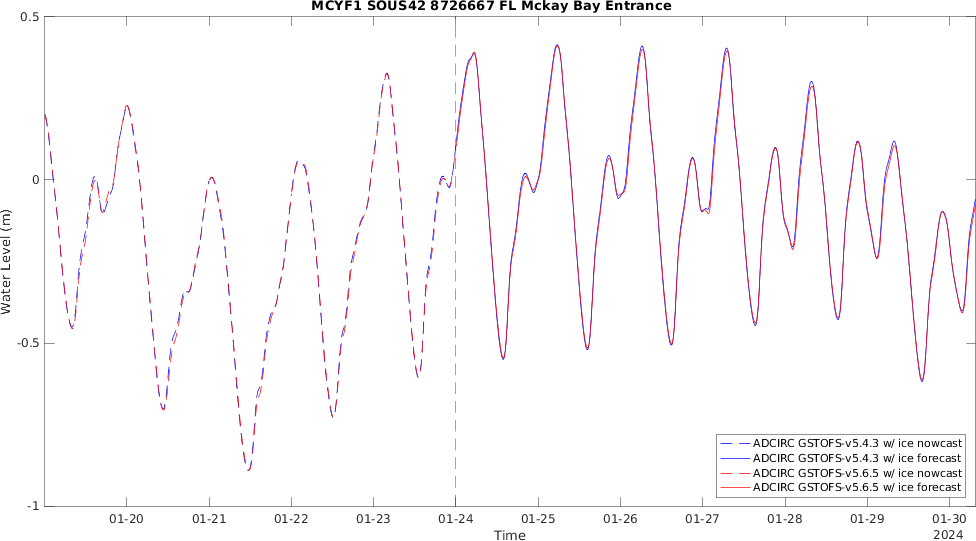 MCYF1 SOUS42 8726667 FL Mckay Bay Entrance
0.5
0
-0.5
-1
Water Level (m)
ADCIRC GSTOFS-v5.4.3 w/ ice nowcast
ADCIRC GSTOFS-v5.4.3 w/ ice forecast
ADCIRC GSTOFS-v5.6.5 w/ ice nowcast
ADCIRC GSTOFS-v5.6.5 w/ ice forecast
01-20 01-21 01-22 01-23 01-24 01-25 01-26 01-27 01-28 01-29 01-30
Time
2024